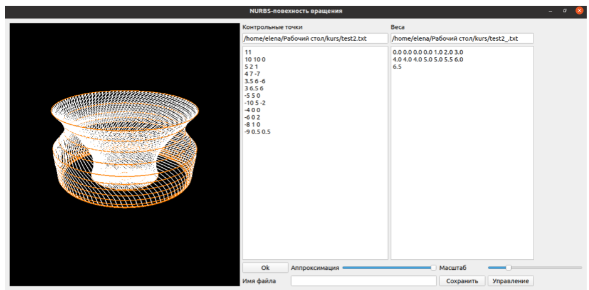 NURBS-повехность вращения
Контрольные точки
Веса
/home/elena/Рабочий стол/kurs/test2.txt
/home/elena/Рабочий стол/kurs/test2_.txt
11
10 10 0
5 2 1
4 7 -7
3.5 6 -6
3 6.5 6
-5 5 0
-10 5 -2
-4 0 0
-6 0 2
-8 1 0
-9 0.5 0.5
0.0 0.0 0.0 0.0 1.0 2.0 3.0
4.0 4.0 4.0 5.0 5.0 5.5 6.0
6.5
Ok
Аппроксимация
Масштаб
Имя файла
Сохранить
Управление